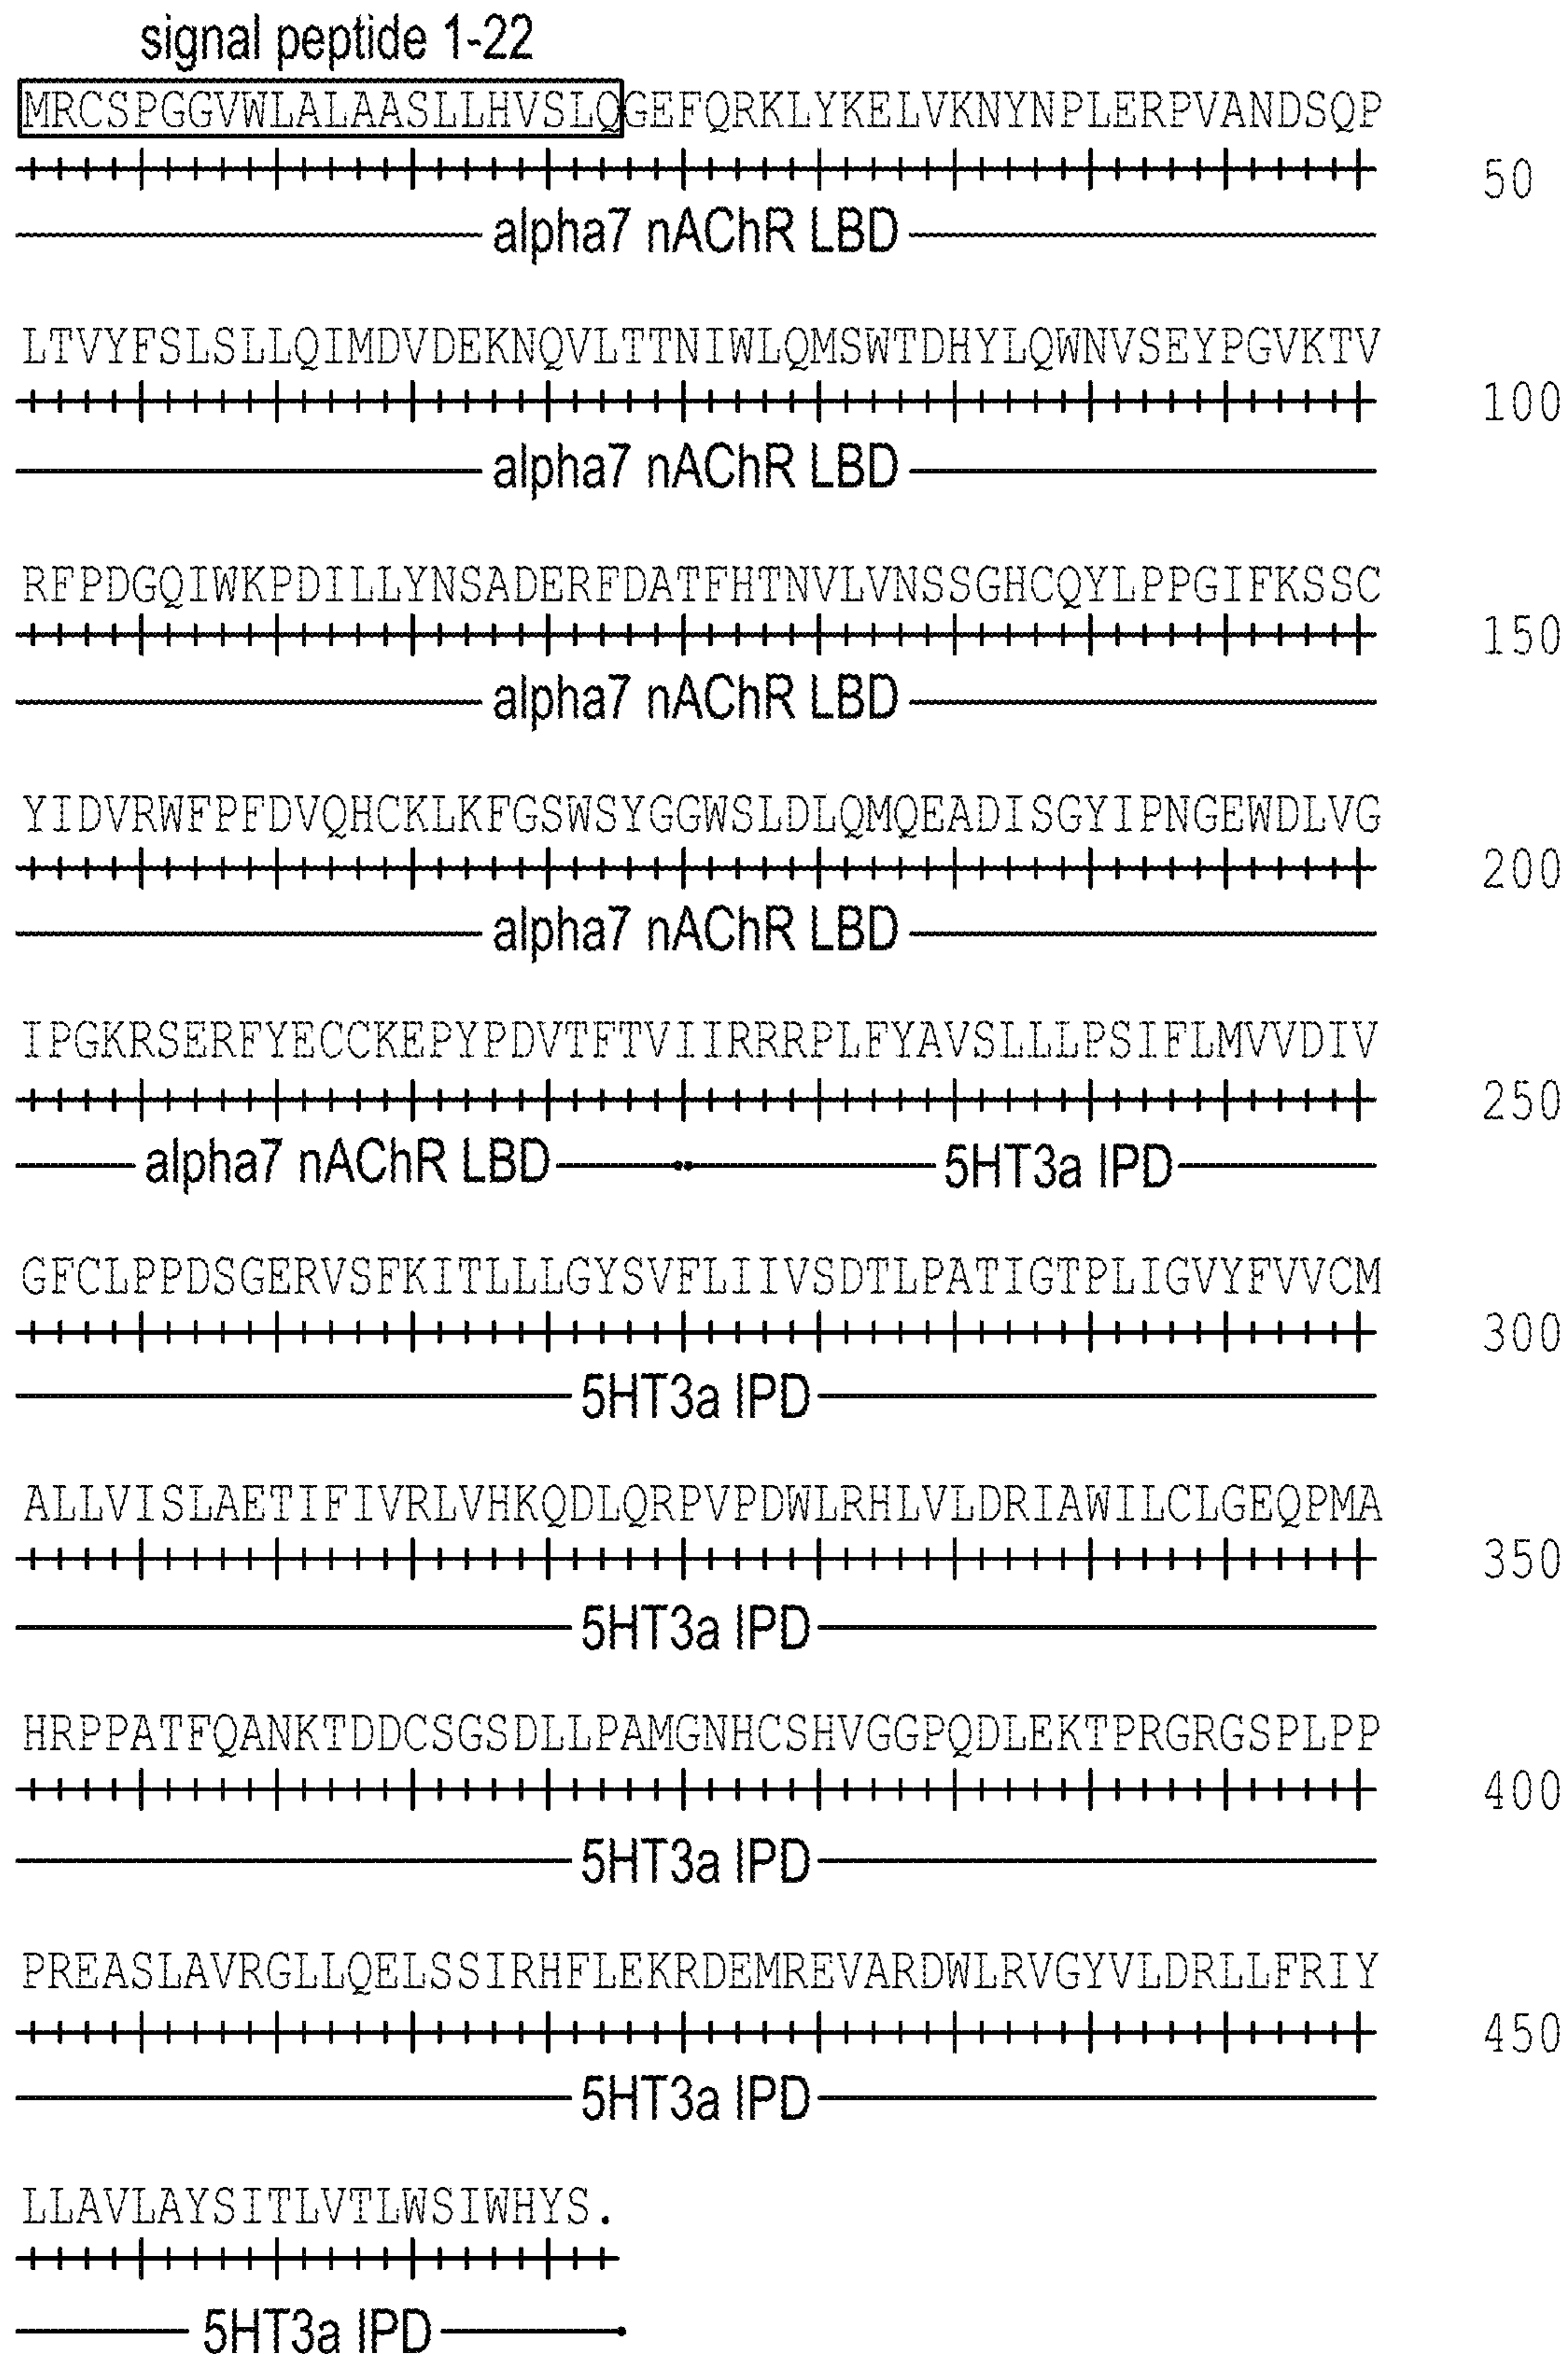 signal peptide 1-22
MRCSPGGVWLALAASLLHVSLQGEFQRKLYKELVKNYNPLERPVANDSQP
50
alpha7 nAChR LBD
LTVYFSLSLLQIMDVDEKNQVLTTNIWLQMSWTDHYLQWNVSEYPGVKTV
100
alpha7 nAChR LBD
RFPDGQIWKPDILLYNSADERFDATFHTNVLVNSSGHCQYLPPGIFKSSC
150
alpha7 nAChR LBD
YIDVRWFPFDVQHCKLKFGSWSYGGWSLDLQMQEADISGYIPNGEWDLVG
200
alpha7 nAChR LBD
IPGKRSERFYECCKEPYPDVTFTVIIRRRPLFYAVSLLLPSIFLMVVDIV
250
alpha7 nAChR LBD 5HT3a IPD
GFCLPPDSGERVSFKITLLLGYSVFLIIVSDTLPATIGTPLIGVYFVVCM
300
5HT3a IPD
ALLVISLAETIFIVRLVHKQDLQRPVPDWLRHLVLDRIAWILCLGEQPMA
350
5HT3a IPD
HRPPATFQANKTDDCSGSDLLPAMGNHCSHVGGPQDLEKTPRGRGSPLPP
400
5HT3a IPD
PREASLAVRGLLQELSSIRHFLEKRDEMREVARDWLRVGYVLDRLLFRIY
450
5HT3a IPD
LLAVLAYSITLVTLWSIWHYS.
5HT3a IPD